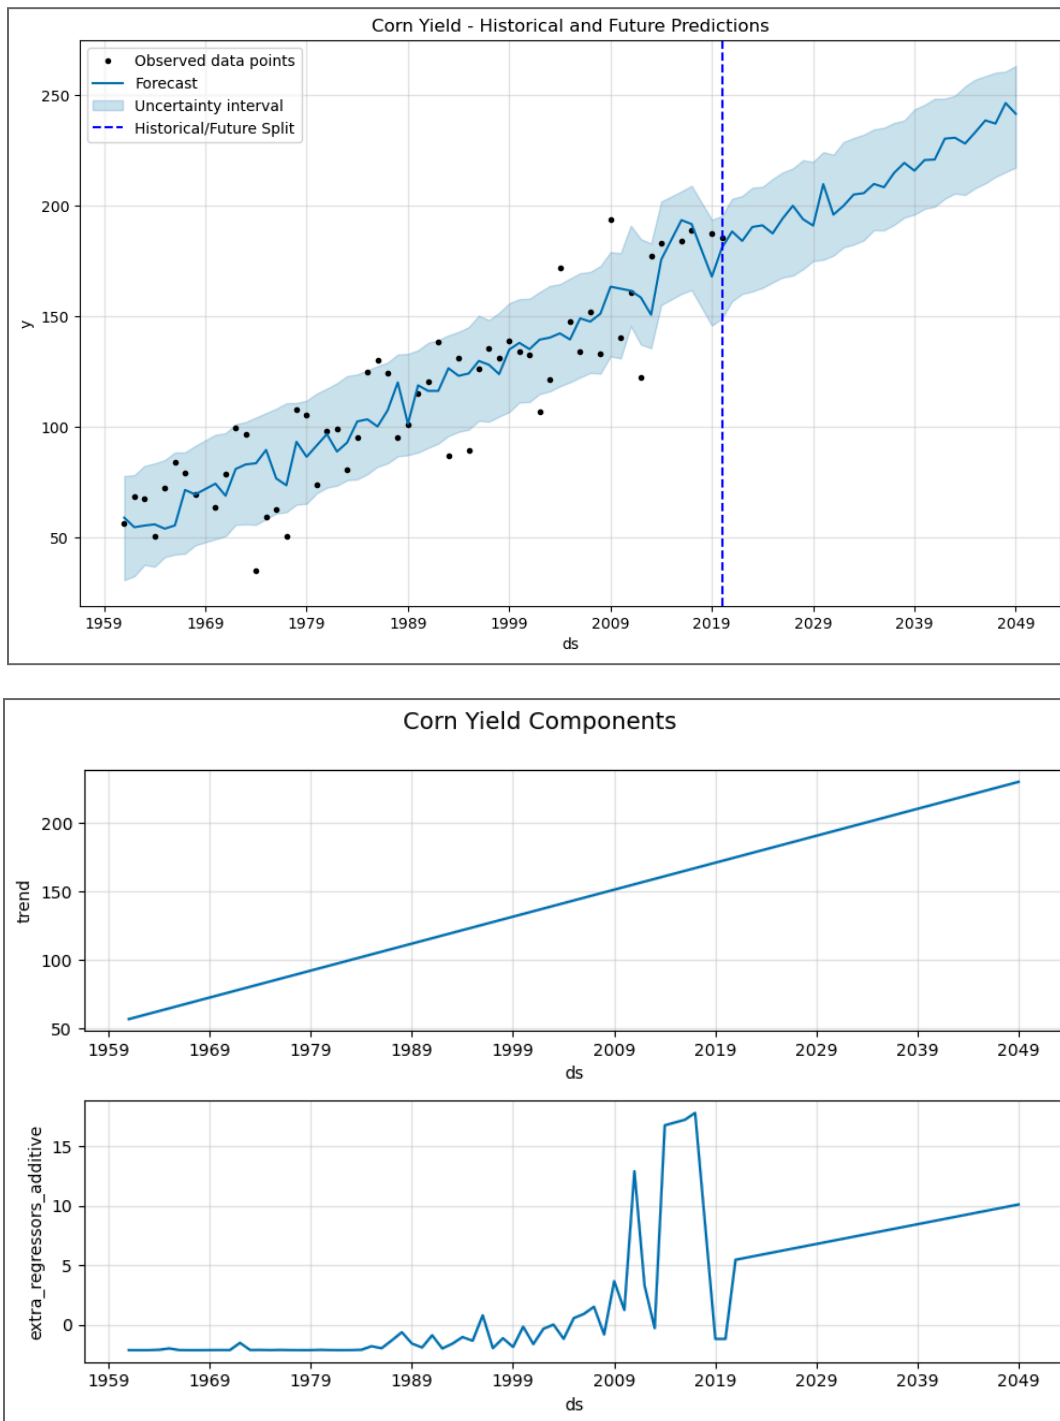 Corn Yield - Historical and Future Predictions
Observed data points
Forecast
Uncertainty interval
Historical/Future Split
y
250
200
150
100
50
1959 1969 1979 1989 1999 2009 2019 2029 2039 2049
ds
Corn Yield Components
trend
200
150
100
50
1959 1969 1979 1989 1999 2009 2019 2029 2039 2049
ds
extra_regressors_additive
15
10
5
0
1959 1969 1979 1989 1999 2009 2019 2029 2039 2049
ds